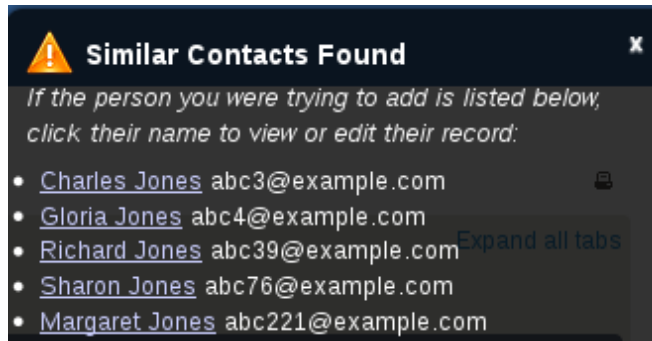 Similar Contacts Found x
If the person you were trying to add is listed below,
click their name to view or edit their record:
• Charles Jones abc3@example.com
• Gloria Jones abc4@example.com
• Richard Jones abc39@example.com
Expand all tabs
• Sharon Jones abc76@example.com
• Margaret Jones abc221@example.com